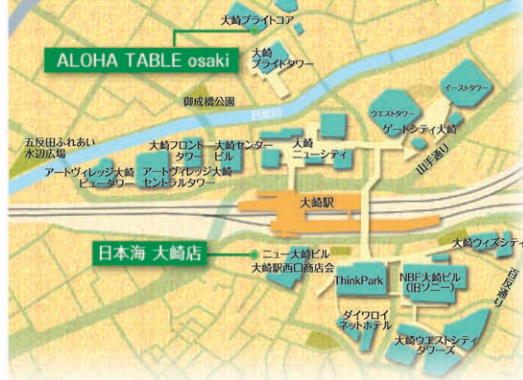 大崎ブライトコア
ALOHA TABLE osaki
大崎
ブライトタワー
御成橋公園
目黒川
イーストタワー
ウエストタワー
ゲートシティ大崎
山手通り
五反田ふれあい
水辺広場
大崎フロント
タワー
大崎センター
ビル
大崎
ニューシティ
アートヴィレッジ大崎
ビュータワー
アートヴィレッジ大崎
セントラルタワー
大崎駅
日本海 大崎店
ニュー大崎ビル
大崎駅西口商店会
大崎ウィズシティ
ThinkPark
NBF大崎ビル
(旧ソニー)
百反通り
ダイワロイ
ネットホテル
大崎ウエストシティ
タワーズ